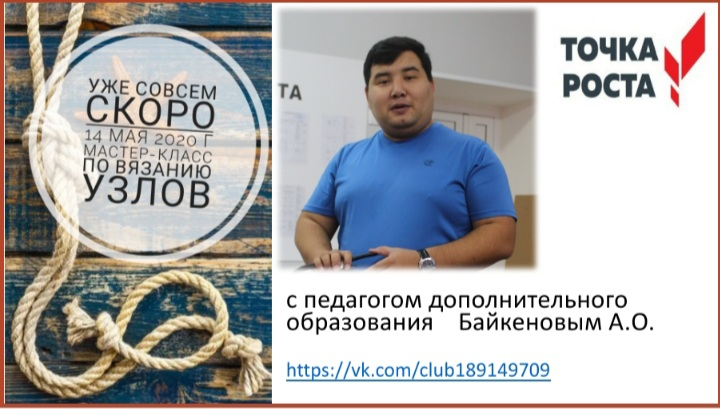 УЖЕ СОВСЕМ
СКОРО
14 МАЯ 2020 Г
МАСТЕР-КЛАСС
ПО ВЯЗАНИЮ
УЗЛОВ
ТА
ТОЧКА
РОСТА
с педагогом дополнительного
образования    Байкеновым А.О.
https://vk.com/club189149709